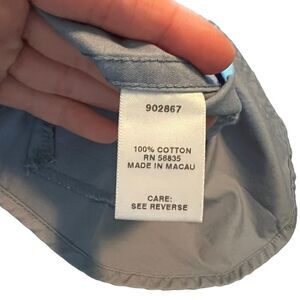 902867
100% COTTON
RN 56835
MADE IN MACAU
CARE:
SEE REVERSE